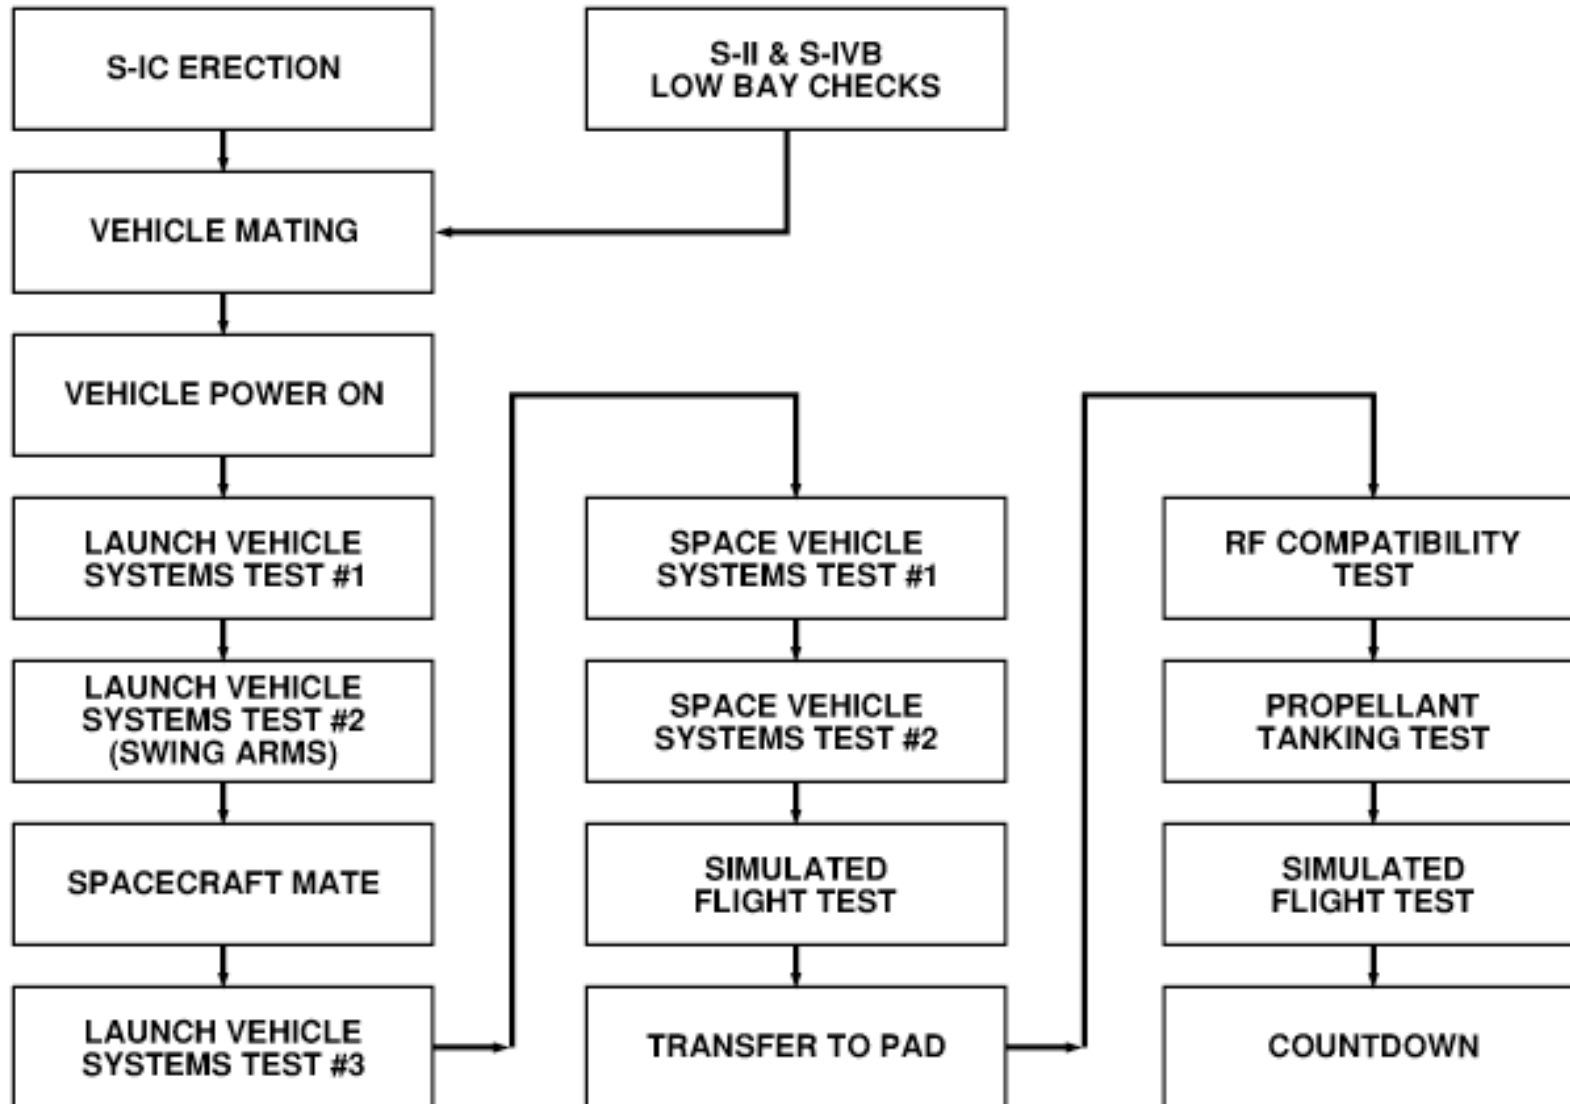 S-IC ERECTION
S-II & S-IVB
LOW BAY CHECKS
VEHICLE MATING
VEHICLE POWER ON
LAUNCH VEHICLE
SYSTEMS TEST #1
LAUNCH VEHICLE
SYSTEMS TEST #2
(SWING ARMS)
SPACECRAFT MATE
LAUNCH VEHICLE
SYSTEMS TEST #3
SPACE VEHICLE
SYSTEMS TEST #1
SPACE VEHICLE
SYSTEMS TEST #2
SIMULATED
FLIGHT TEST
TRANSFER TO PAD
RF COMPATIBILITY
TEST
PROPELLANT
TANKING TEST
SIMULATED
FLIGHT TEST
COUNTDOWN